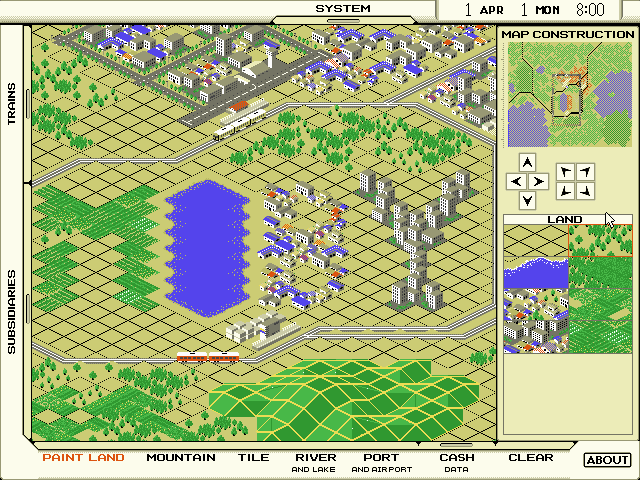 SYSTEM
1 APR 1 MON 8:00
MAP CONSTRUCTION
TRAINS
LAND
SUBSIDIARIES
PAINT LAND
MOUNTAIN
TILE
RIVER
AND LAKE
PORT
AND AIRPORT
CASH
DATA
CLEAR
ABOUT